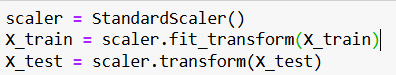 scaler = StandardScaler()
X_train = scaler.fit_transform(X_train)
X_test = scaler.transform(X_test)